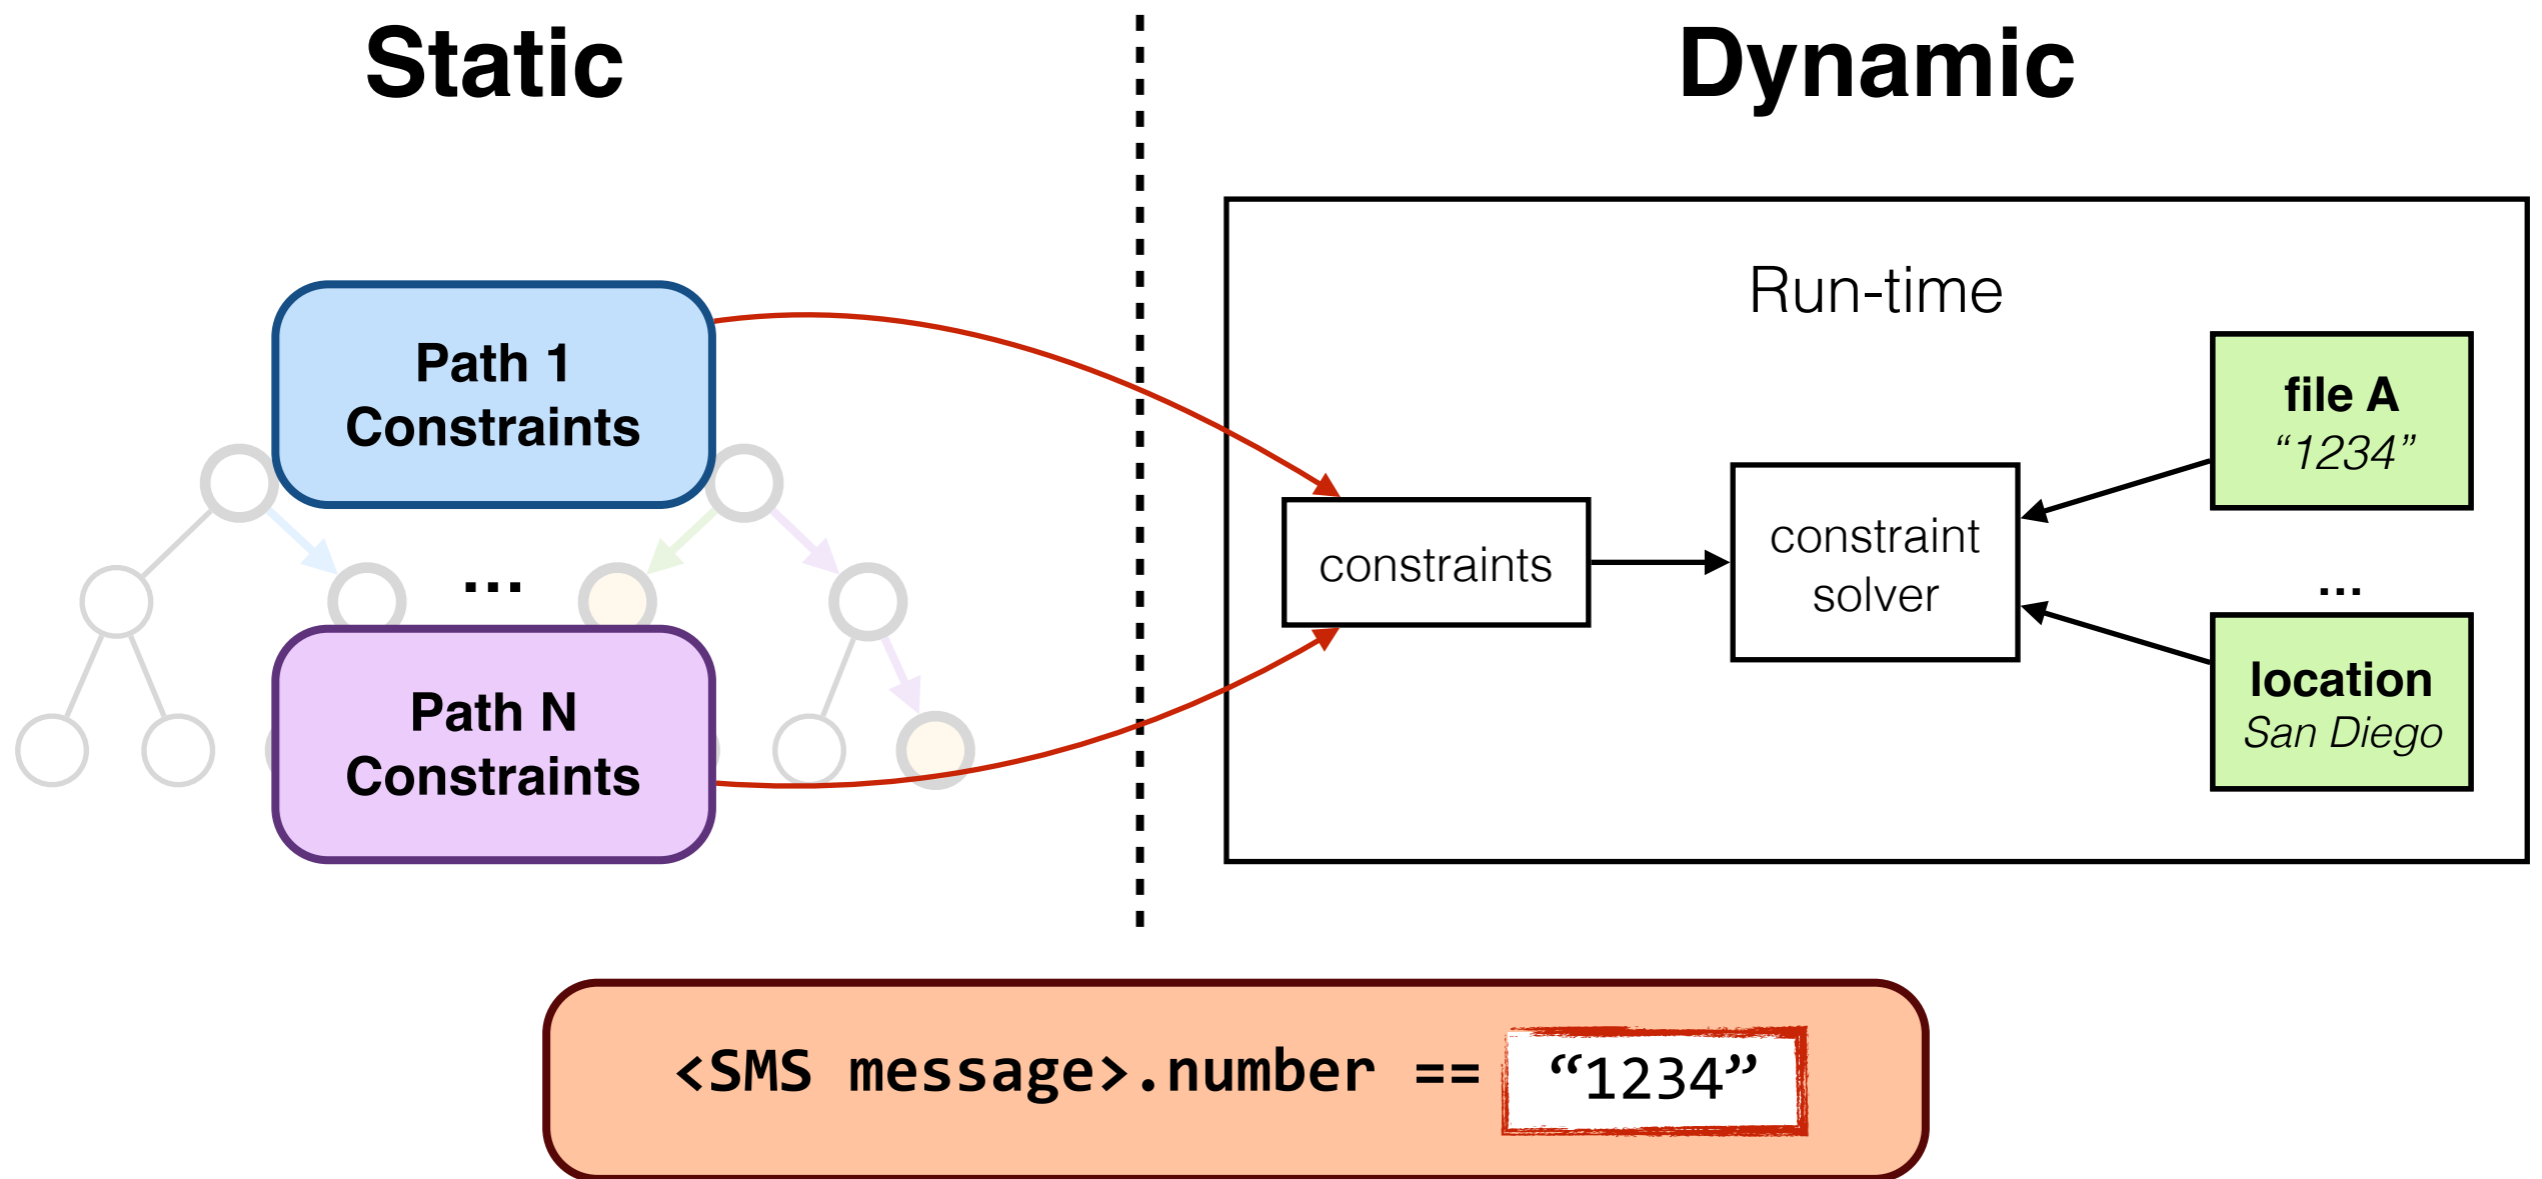 Static
Dynamic
Path 1
Constraints
...
Path N
Constraints
Run-time
constraints
constraint
solver
file A
“1234”
...
location
San Diego
<SMS message>.number == “1234”